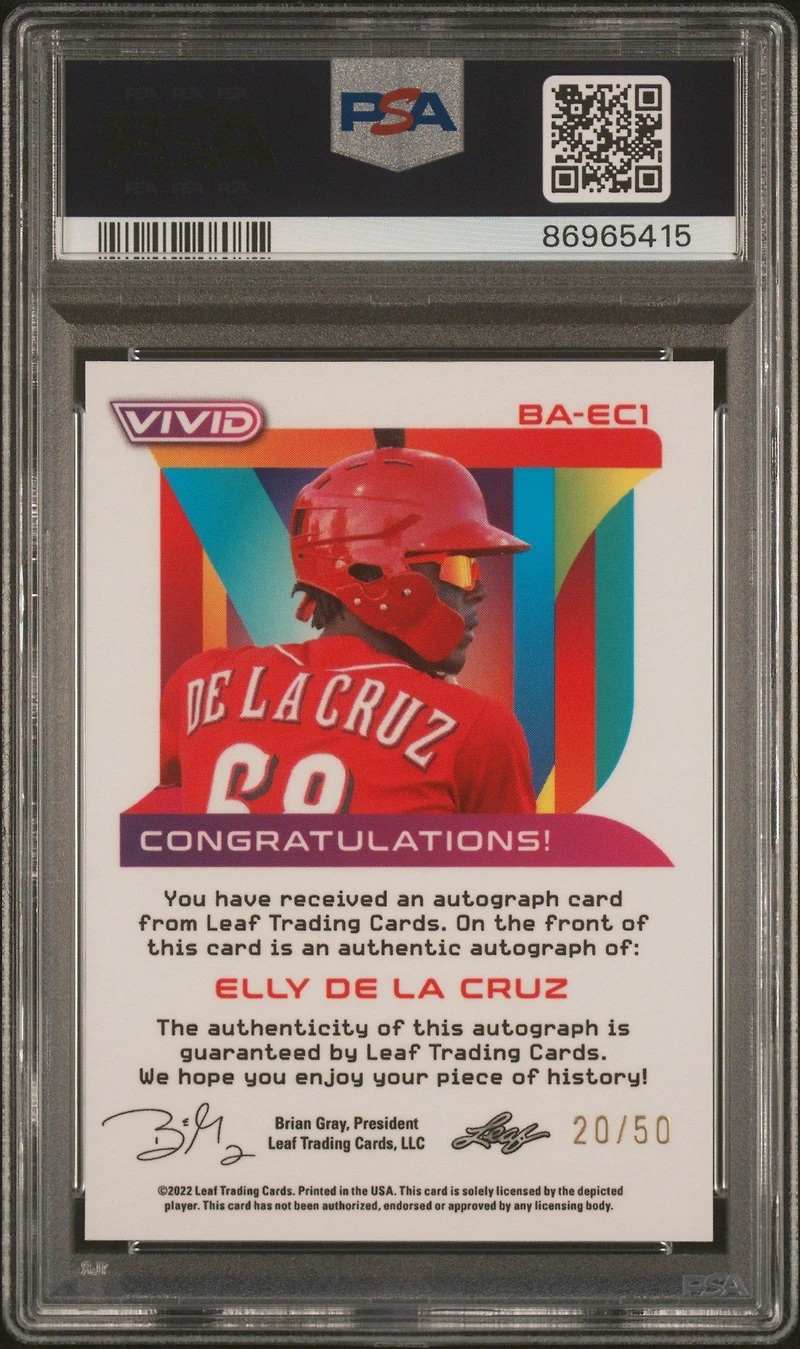 PSA
86965415
VIVID
BA-EC1
DE LA CRUZ
68
CONGRATULATIONS!
You have received an autograph card
from Leaf Trading Cards. On the front of
this card is an authentic autograph of:
ELLY DE LA CRUZ
The authenticity of this autograph is
guaranteed by Leaf Trading Cards.
We hope you enjoy your piece of history!
Brian Gray, President
Leaf Trading Cards, LLC
Leaf
20/50
©2022 Leaf Trading Cards. Printed in the USA. This card is solely licensed by the depicted
player. This card has not been authorized, endorsed or approved by any licensing body.
PSA